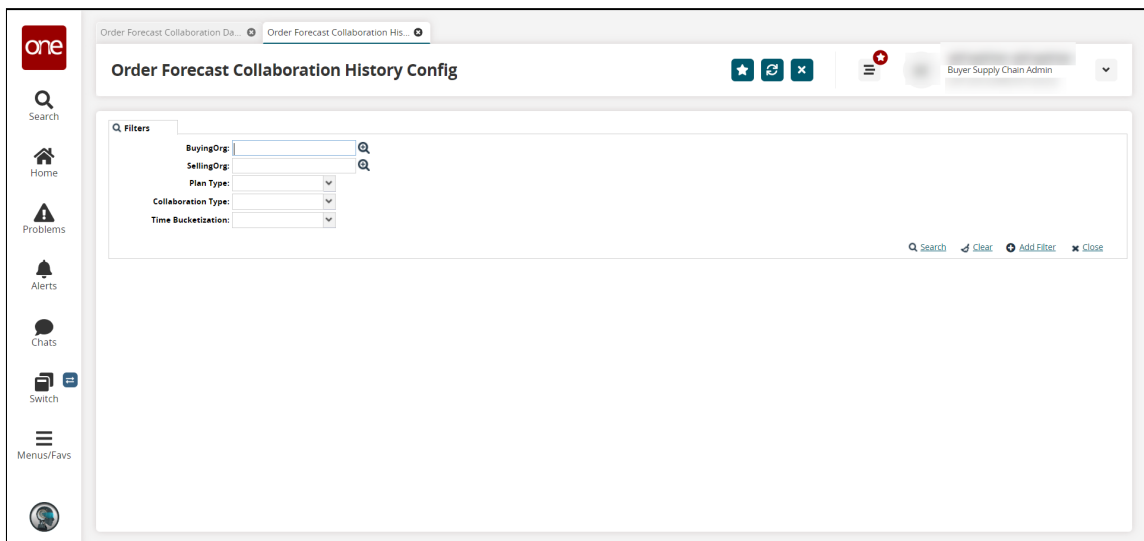 one
Search
Home
Problems
Alerts
Chats
Switch
Menus/Favs
Order Forecast Collaboration Da...
Order Forecast Collaboration His...
Order Forecast Collaboration History Config
Buyer Supply Chain Admin
Filters
BuyingOrg:
SellingOrg:
Plan Type:
Collaboration Type:
Time Bucketization:
Search Clear Add Filter Close